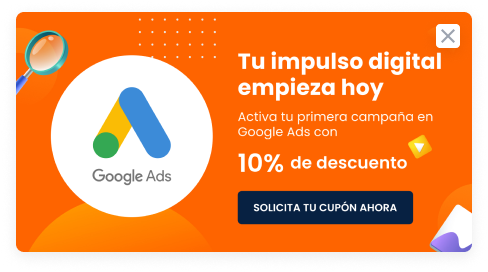 Tu impulso digital
empieza hoy
Activa tu primera campaña en
Google Ads con
10% de descuento
SOLICITA TU CUPÓN AHORA
Google Ads